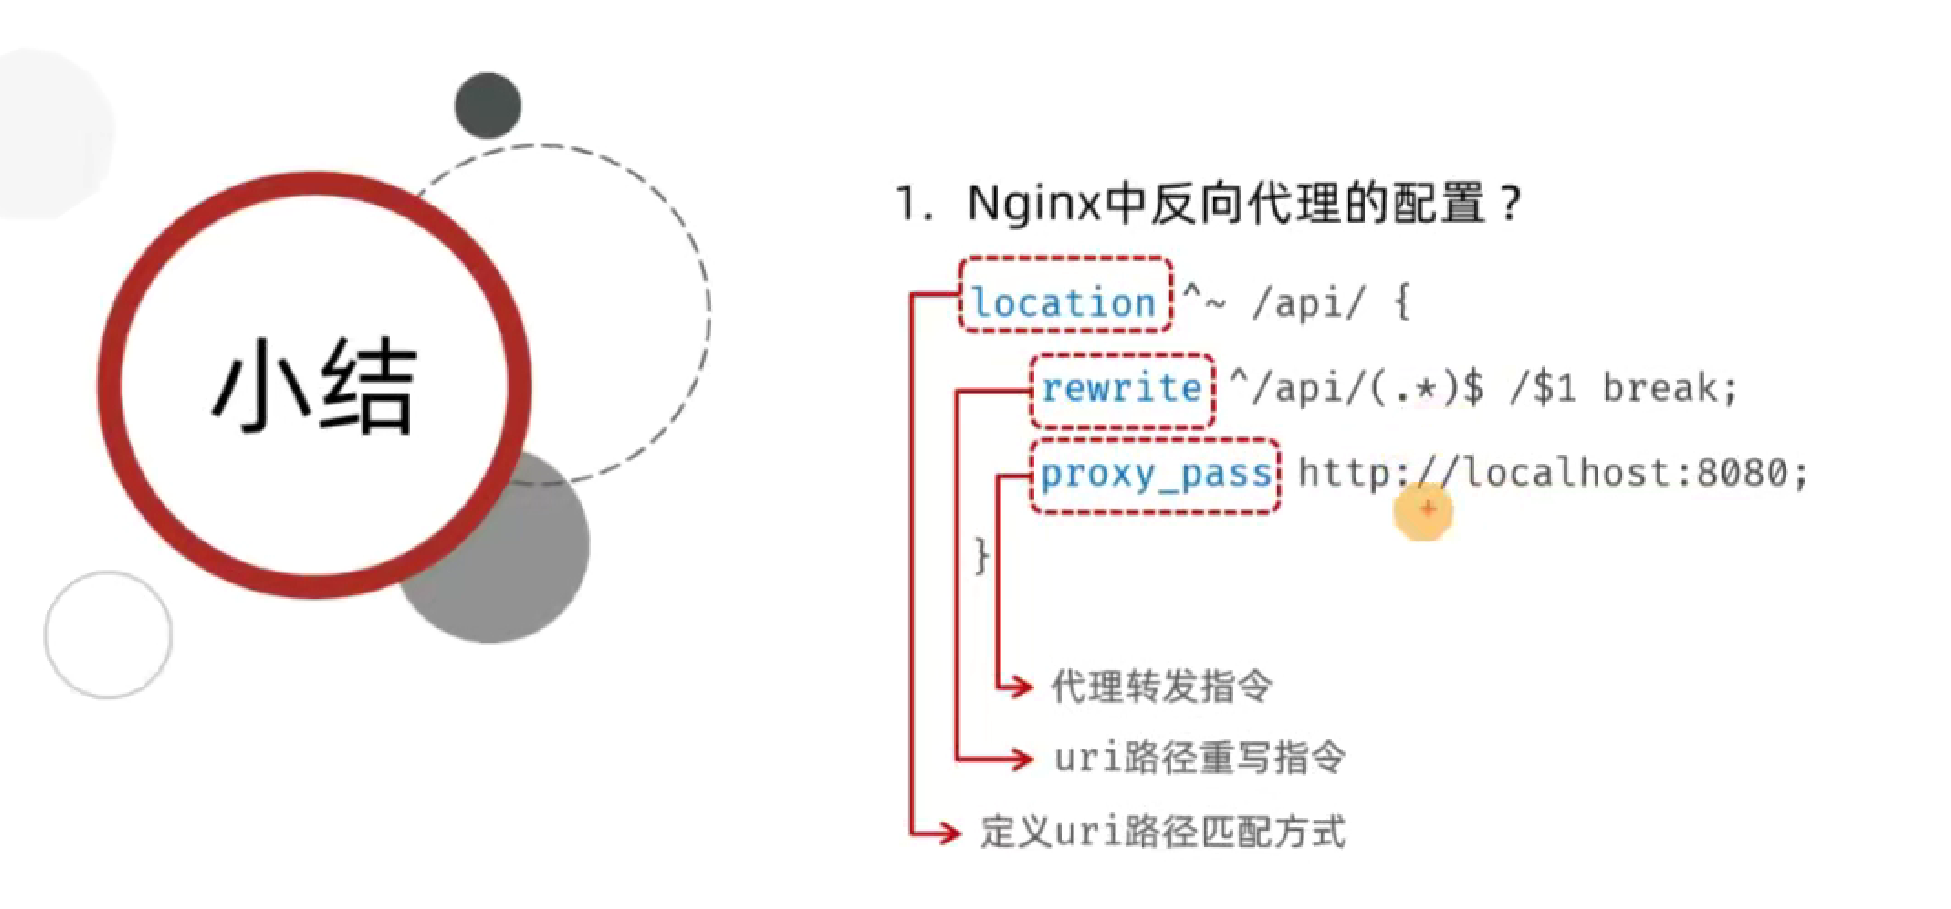 小结
1. Nginx中反向代理的配置？
location ^~ /api/ {
rewrite ^/api/(.*)$ /$1 break;
proxy_pass http://localhost:8080;
}
代理转发指令
uri路径重写指令
定义uri路径匹配方式